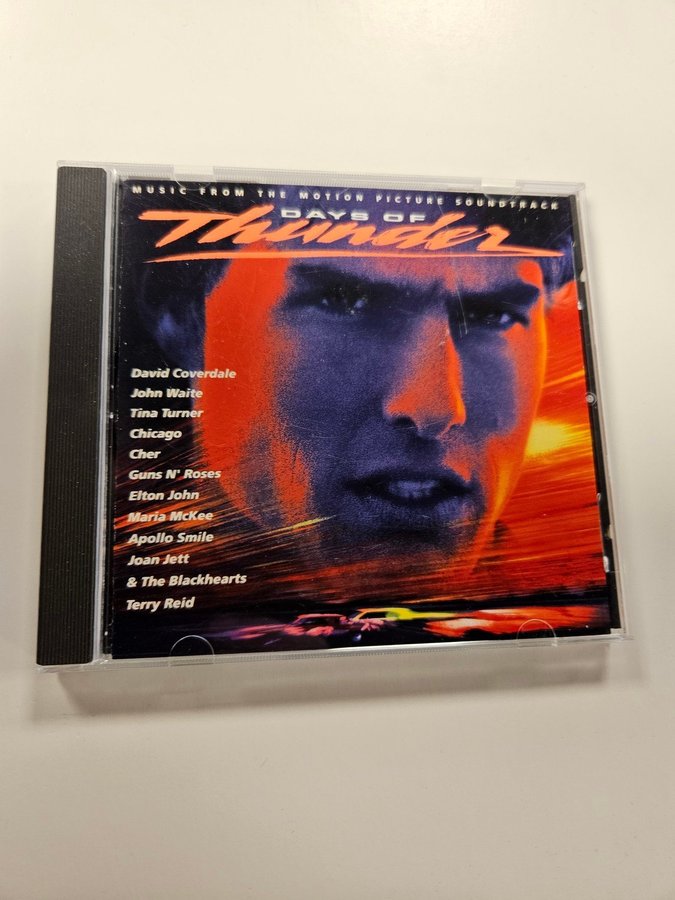 MUSIC FROM THE MOTION PICTURE SOUNDTRACK
DAYS OF
Thunder
David Coverdale
John Waite
Tina Turner
Chicago
Cher
Guns N' Roses
Elton John
Maria McKee
Apollo Smile
Joan Jett
& The Blackhearts
Terry Reid